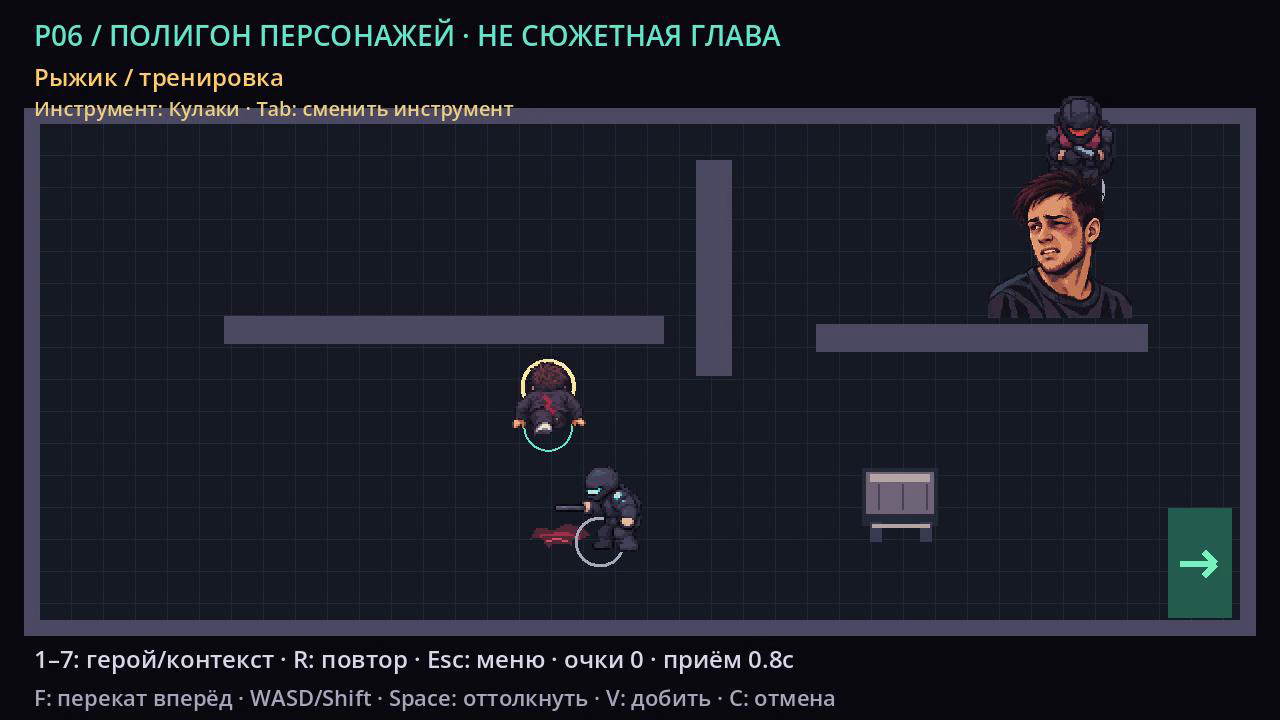 P06 / ПОЛИГОН ПЕРСОНАЖЕЙ · НЕ СЮЖЕТНАЯ ГЛАВА
Рыжик / тренировка
Инструмент: Кулаки · Tab: сменить инструмент
1–7: герой/контекст · R: повтор · Esc: меню · очки 0 · приём 0.8с
F: перекат вперёд · WASD/Shift · Space: оттолкнуть · V: добить · C: отмена